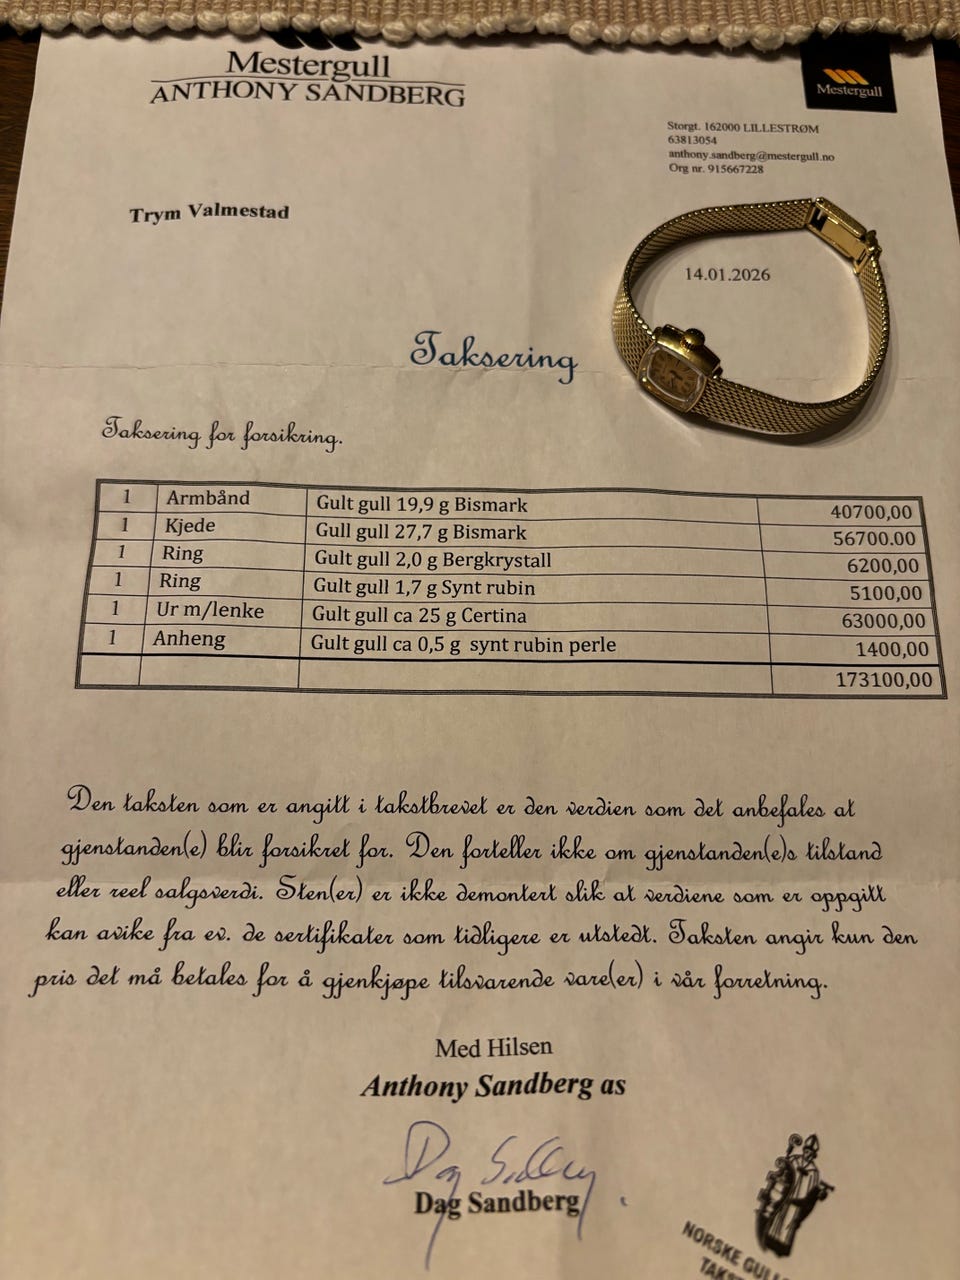 Mestergull
ANTHONY SANDBERG
Mestergull
Storgt. 162000 LILLESTRØM
63813054
anthony.sandberg@mestergull.no
Org nr. 915667228
Trym Valmestad
14.01.2026
Taksering
Taksering for forsikring.
1 Armbånd Gult gull 19,9 g Bismark 40700,00
1 Kjede Gull gull 27,7 g Bismark 56700.00
1 Ring Gult gull 2,0 g Bergkrystall 6200,00
1 Ring Gult gull 1,7 g Synt rubin 5100,00
1 Ur m/lenke Gult gull ca 25 g Certina 63000,00
1 Anheng Gult gull ca 0,5 g synt rubin perle 1400,00
173100,00
Den taksten som er angitt i takstbrevet er den verdien som det anbefales at
gjenstanden(e) blir forsikret for. Den forteller ikke om gjenstanden(e)s tilstand
eller reel salgsverdi. Sten(er) er ikke demontert slik at verdiene som er oppgitt
kan avike fra ev. de sertifikater som tidligere er utstedt. Taksten angir kun den
pris det må betales for å gjenkjøpe tilsvarende vare(er) i vår forretning.
Med Hilsen
Anthony Sandberg as
Dag Sandberg
NORSKE